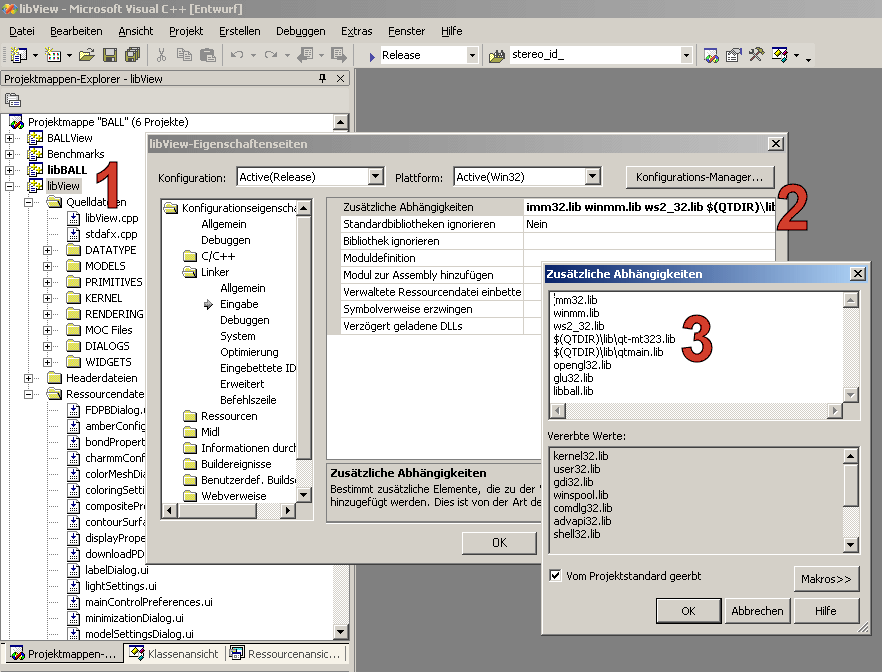 libView - Microsoft Visual C++ [Entwurf]
Datei Bearbeiten Ansicht Projekt Erstellen Debuggen Extras Fenster Hilfe
Release stereo_id_
Projektmappen-Explorer - libView
Projektmappe "BALL" (6 Projekte)
BALLView
Benchmarks
libBALL
libView
1
Quelldateien
libView.cpp
stdafx.cpp
DATATYPE
MODELS
PRIMITIVES
KERNEL
RENDERING
MOC Files
DIALOGS
WIDGETS
Headerdateien
Ressourcendate
FDPBDialog.u
amberConfig
bondPropert
charmmConf
colorMeshDia
coloringSetti
compositePro
contourSurfa
displayPrope
downloadPD
labelDialog.ui
lightSettings.ui
mainControlPreferences.ui
minimizationDialog.ui
modelSettingsDialog.ui
Projektmappen-... Klassenansicht Ressourcenansic...
libView-Eigenschaftenseiten
Konfiguration: Active(Release) Plattform: Active(Win32) Konfigurations-Manager...
Konfigurationseigenscha
Allgemein
Debuggen
C/C++
Linker
Allgemein
Eingabe
Debuggen
System
Optimierung
Eingebettete ID
Erweitert
Befehlszeile
Ressourcen
Midl
Informationen durch
Buildereignisse
Benutzerdef. Builds
Webverweise
Zusätzliche Abhängigkeiten imm32.lib winmm.lib ws2_32.lib $(QTDIR)\lib
2
Standardbibliotheken ignorieren Nein
Bibliothek ignorieren
Moduldefinition
Modul zur Assembly hinzufügen
Verwaltete Ressourcendatei einbette
Symbolverweise erzwingen
Verzögert geladene DLLs
Zusätzliche Abhängigkeiten
Bestimmt zusätzliche Elemente, die zu der
hinzugefügt werden. Dies ist von der Art de
OK
Zusätzliche Abhängigkeiten
imm32.lib
winmm.lib
ws2_32.lib
$(QTDIR)\lib\qt-mt323.lib
$(QTDIR)\lib\qtmain.lib
opengl32.lib
glu32.lib
libball.lib
3
Vererbte Werte:
kernel32.lib
user32.lib
gdi32.lib
winspool.lib
comdlg32.lib
advapi32.lib
shell32.lib
Vom Projektstandard geerbt Makros>>
OK Abbrechen Hilfe